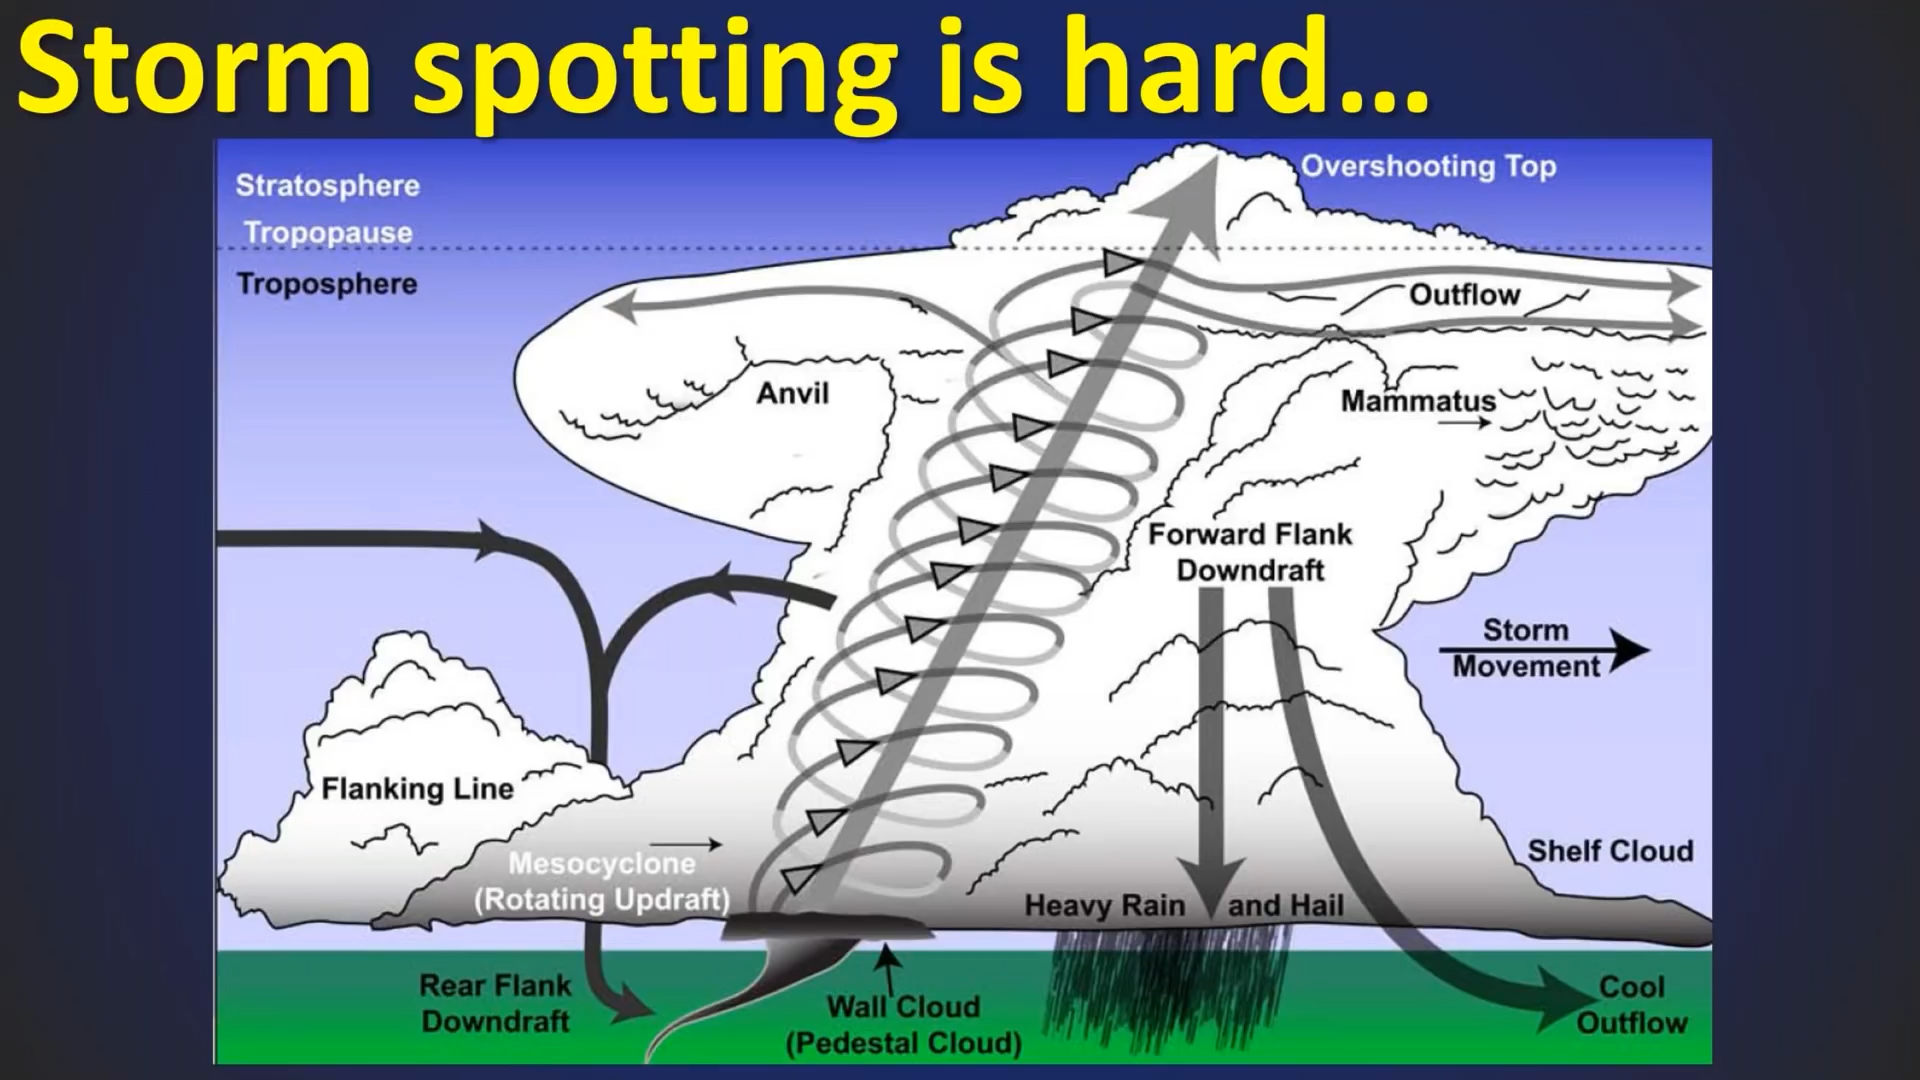 Storm spotting is hard...
Stratosphere
Overshooting Top
Tropopause
Troposphere
Outflow
Anvil
Mammatus
Forward Flank
Downdraft
Storm
Movement
Flanking Line
Shelf Cloud
Mesocyclone
(Rotating Updraft)
Heavy Rain and Hail
Rear Flank
Downdraft
Wall Cloud
(Pedestal Cloud)
Cool
Outflow